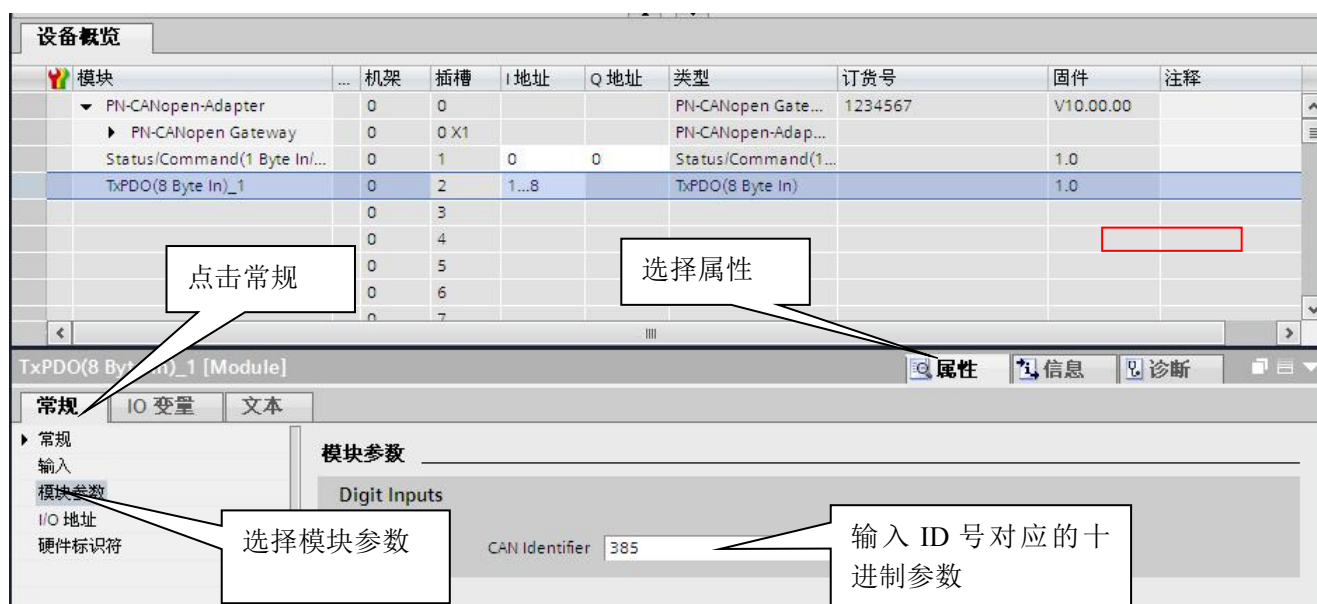 设备概览
模块 ... 机架 插槽 I地址 Q地址 类型 订货号 固件 注释
PN-CANopen-Adapter 0 0 PN-CANopen Gate... 1234567 V10.00.00
PN-CANopen Gateway 0 0 X1 PN-CANopen-Adap...
Status/Command(1 Byte In/... 0 1 0 0 Status/Command(1... 1.0
TxPDO(8 Byte In)_1 0 2 1...8 TxPDO(8 Byte In) 1.0
0 3
0 4
0 5
0 6
0 7
点击常规
选择属性
TxPDO(8 Byte In)_1 [Module]
属性 信息 诊断
常规 IO 变量 文本
常规
输入
模块参数
I/O 地址
硬件标识符
模块参数
Digit Inputs
CAN Identifier 385
选择模块参数
输入 ID 号对应的十
进制参数